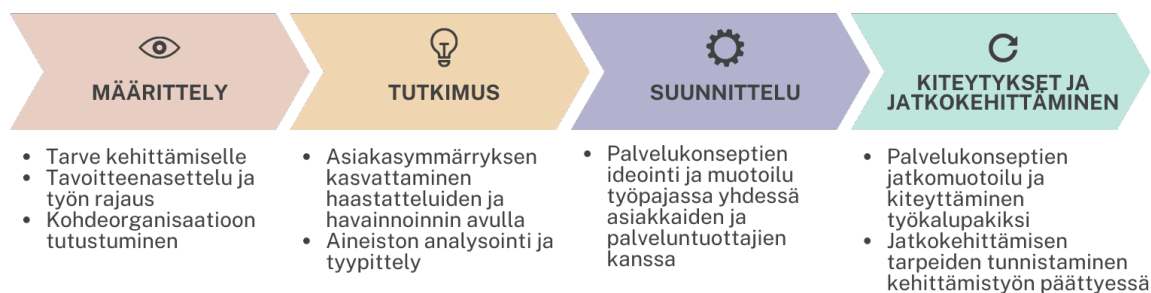 MÄÄRITTELY
• Tarve kehittämiselle
• Tavoitteenasettelu ja
työn rajaus
• Kohdeorganisaatioon
tutustuminen
TUTKIMUS
• Asiakasymmärryksen
kasvattaminen
haastatteluiden ja
havainnoinnin avulla
• Aineiston analysointi ja
tyypittely
SUUNNITTELU
• Palvelukonseptien
ideointi ja muotoilu
työpajassa yhdessä
asiakkaiden ja
palveluntuottajien
kanssa
KITEYTYKSET JA
JATKOKEHITTÄMINEN
• Palvelukonseptien
jatkomuotoilu ja
kiteyttäminen
työkalupakiksi
• Jatkokehittämisen
tarpeiden tunnistaminen
kehittämistyön päättyessä